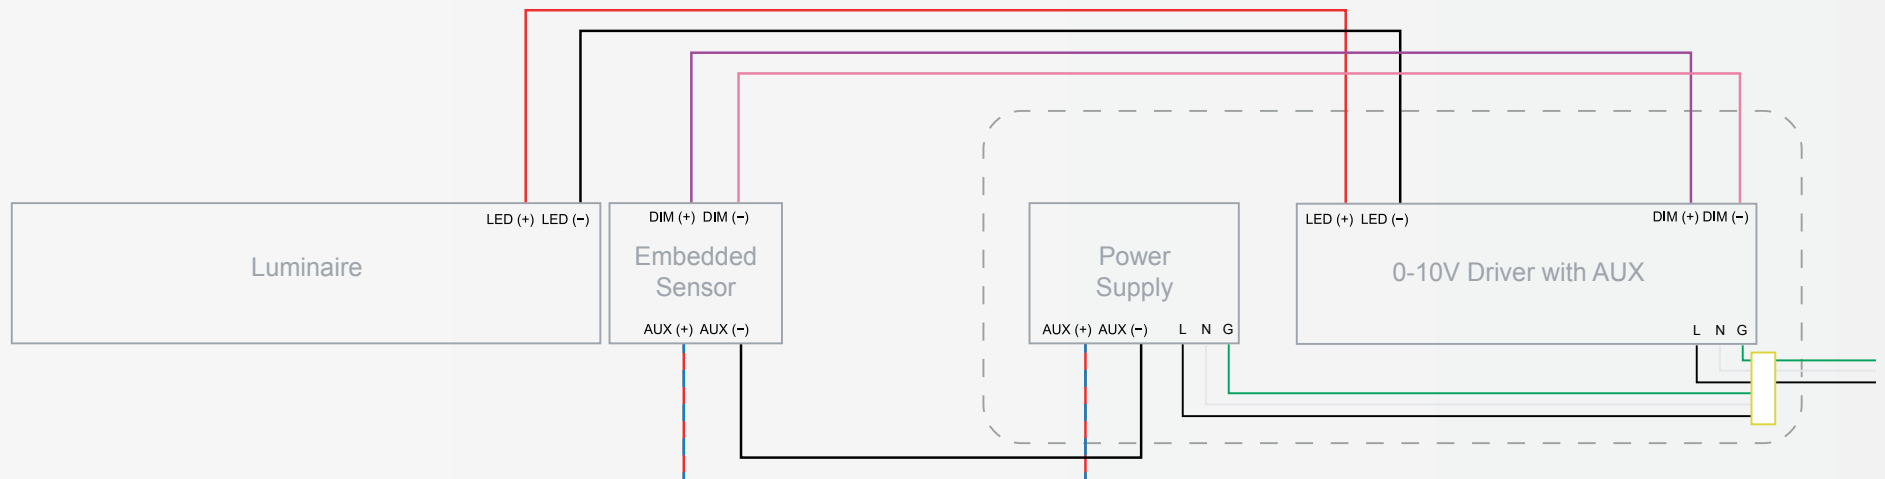 LED (+) LED (−)
Luminaire
DIM (+) DIM (−)
Embedded
Sensor
AUX (+) AUX (−)
Power
Supply
AUX (+) AUX (−) L N G
LED (+) LED (−) DIM (+) DIM (−)
0-10V Driver with AUX
L N G